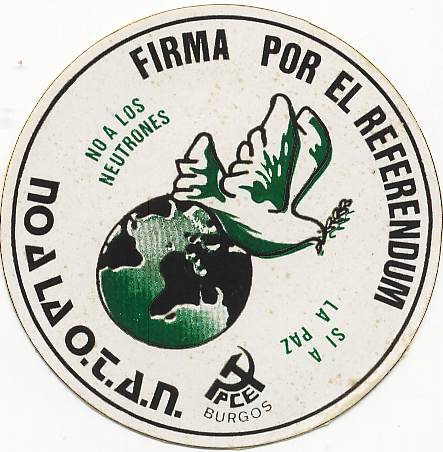 FIRMA POR EL REFERENDUM
NO A LOS
NEUTRONES
SI A
LA PAZ
NO A LA O.T.A.N.
PCE
BURGOS